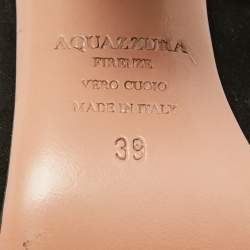 AQUAZZURA
FIRENZE
VERO CUOIO
MADE IN ITALY
39